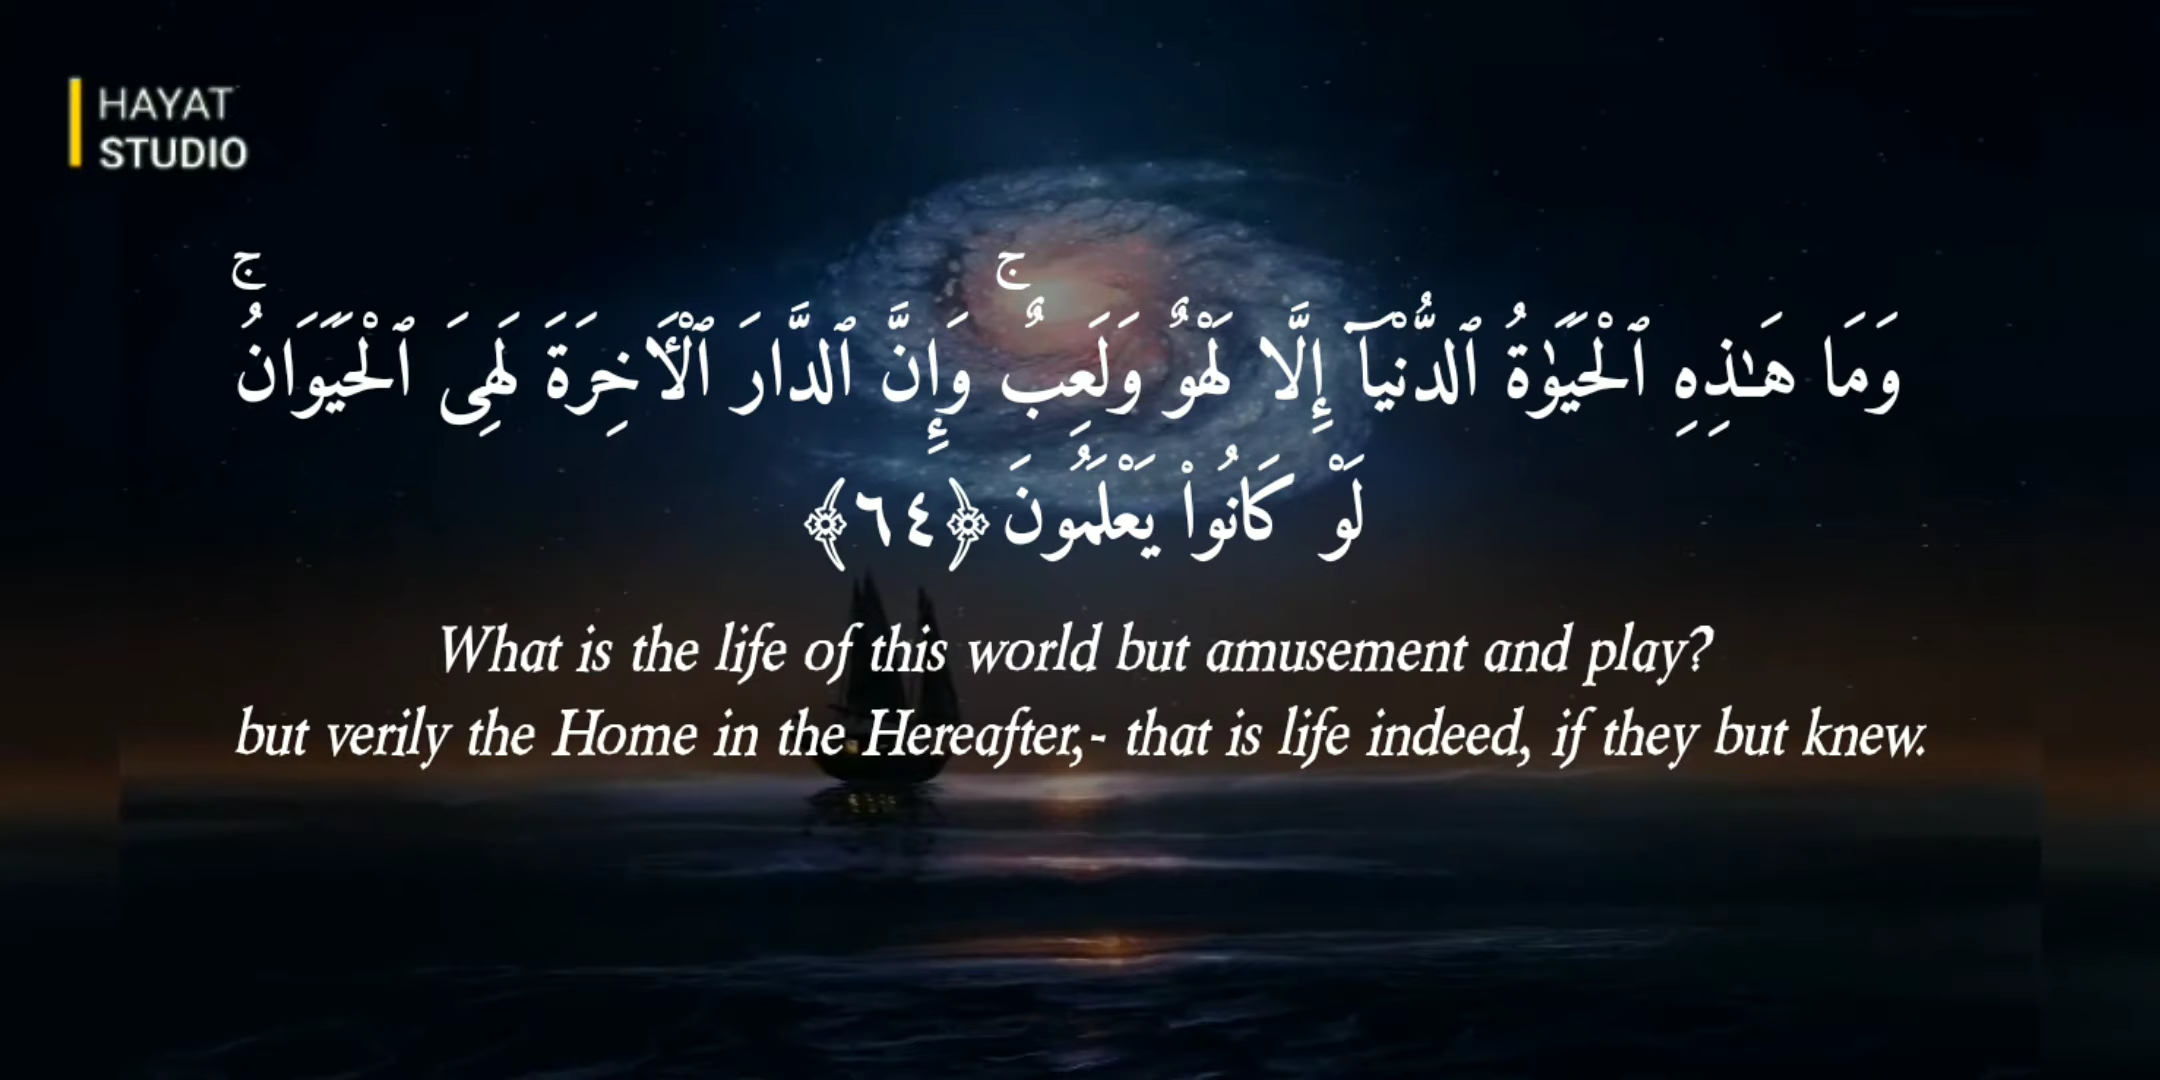 HAYAT
STUDIO
وَمَا هَـٰذِهِ ٱلْحَيَوٰةُ ٱلدُّنْيَآ إِلَّا لَهْوٌ وَلَعِبٌ ۚ وَإِنَّ ٱلدَّارَ ٱلْأَخِرَةَ لَهِىَ ٱلْحَيَوَانُ ۚ
لَوْ كَانُوا۟ يَعْلَمُونَ ﴿٦٤﴾
What is the life of this world but amusement and play?
but verily the Home in the Hereafter,- that is life indeed, if they but knew.